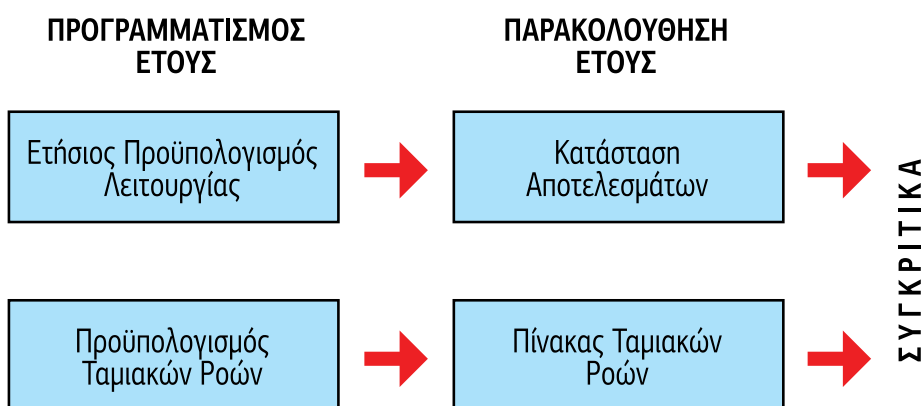 ΠΡΟΓΡΑΜΜΑΤΙΣΜΟΣ
ΕΤΟΥΣ
ΠΑΡΑΚΟΛΟΥΘΗΣΗ
ΕΤΟΥΣ
Ετήσιος Προϋπολογισμός
Λειτουργίας
Κατάσταση
Αποτελεσμάτων
Προϋπολογισμός
Ταμιακών Ροών
Πίνακας Ταμιακών
Ροών
ΣΥΓΚΡΙΤΙΚΑ